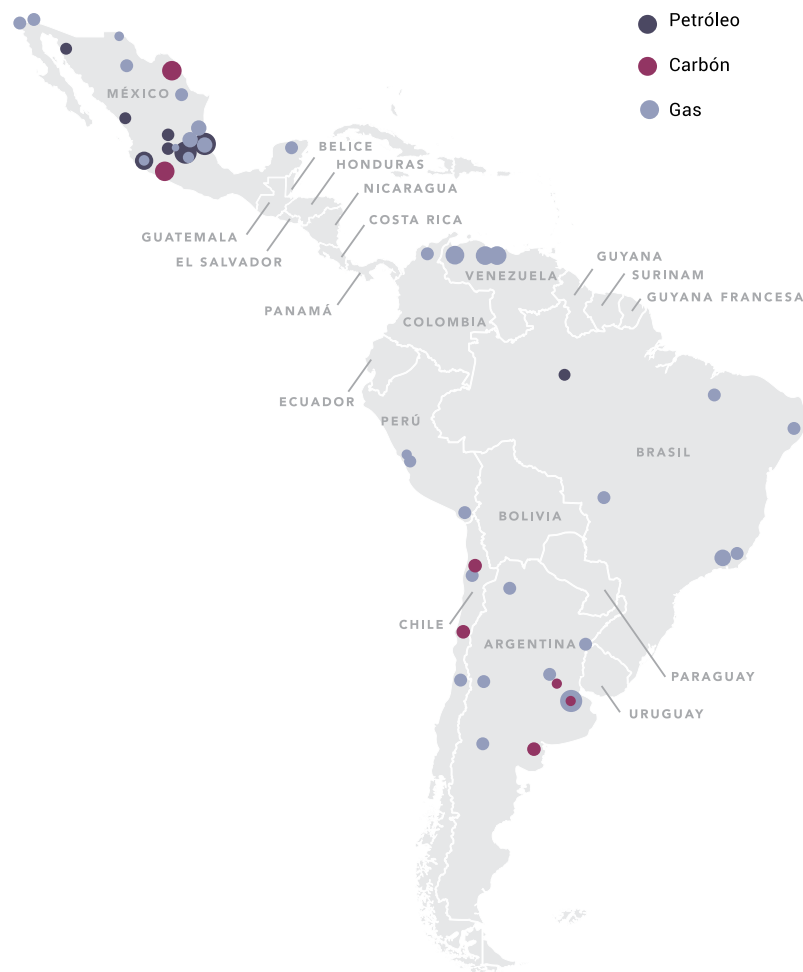 Petróleo
Carbón
Gas
MÉXICO
BELICE
HONDURAS
NICARAGUA
COSTA RICA
GUATEMALA
EL SALVADOR
PANAMÁ
VENEZUELA
GUYANA
SURINAM
GUYANA FRANCESA
COLOMBIA
ECUADOR
PERÚ
BRASIL
BOLIVIA
CHILE
ARGENTINA
PARAGUAY
URUGUAY